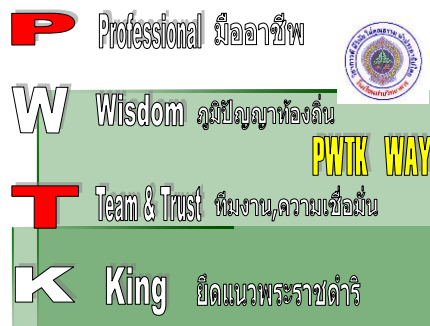 P Professional มืออาชีพ
W Wisdom ภูมิปัญญาท้องถิ่น
PWTK WAY
T Team & Trust ทีมงาน,ความเชื่อมั่น
K King ยึดแนวพระราชดำริ